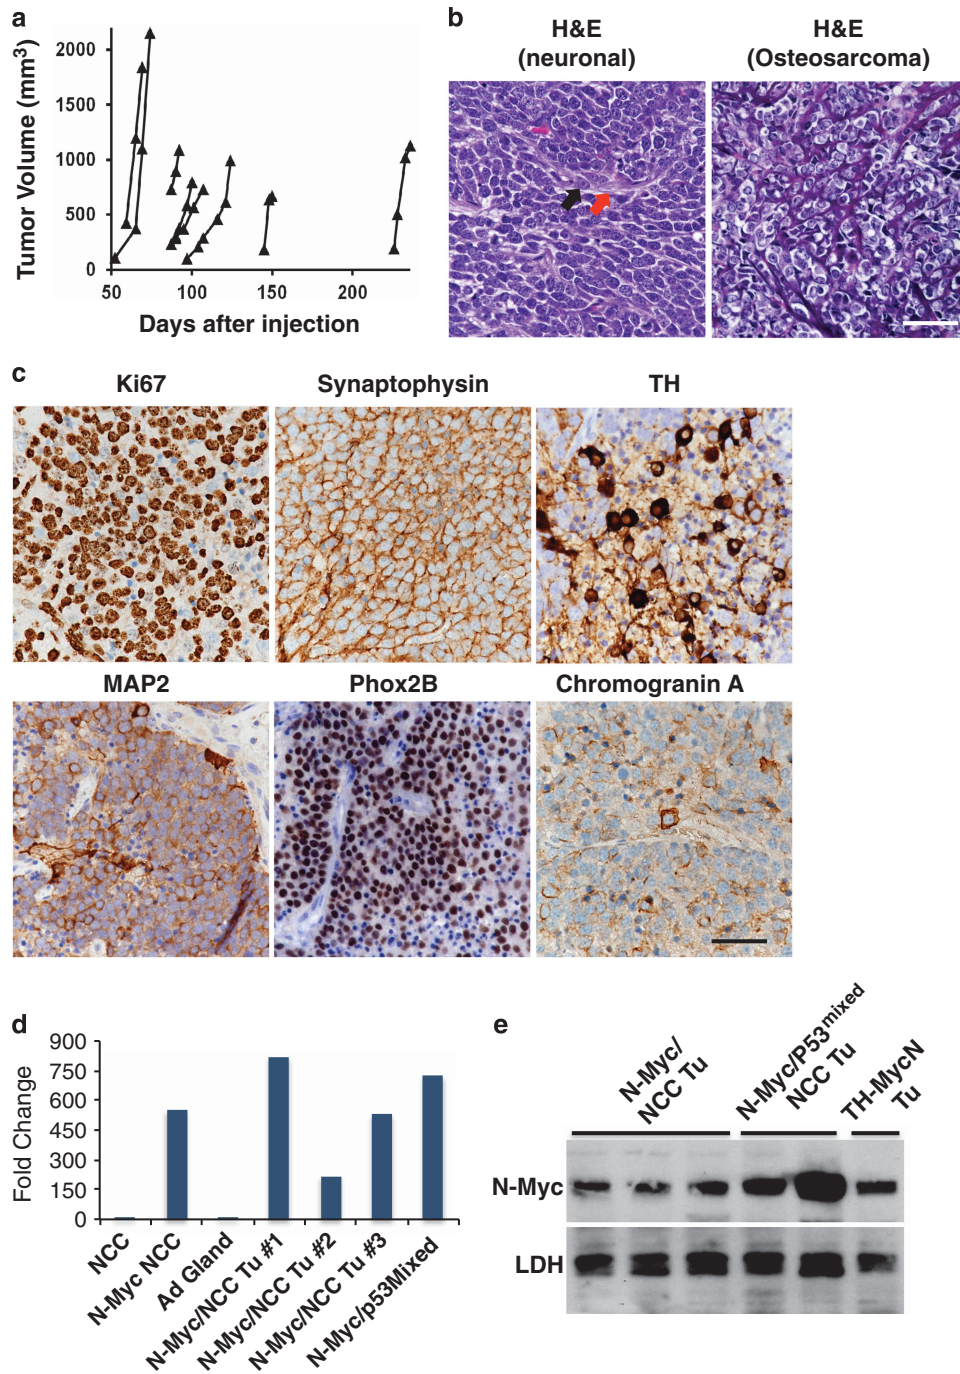 a
Tumor Volume (mm³)
2000
1500
1000
500
0
50
100
150
200
Days after injection
b
H&E
(neuronal)
H&E
(Osteosarcoma)
c
Ki67
Synaptophysin
TH
MAP2
Phox2B
Chromogranin A
d
Fold Change
900
750
600
450
300
150
0
NCC
N-Myc NCC
Ad Gland
N-Myc/NCC Tu #1
N-Myc/NCC Tu #2
N-Myc/NCC Tu #3
N-Myc/p53Mixed
e
N-Myc/
NCC Tu
N-Myc/P53mixed
NCC Tu
TH-MycN
Tu
N-Myc
LDH